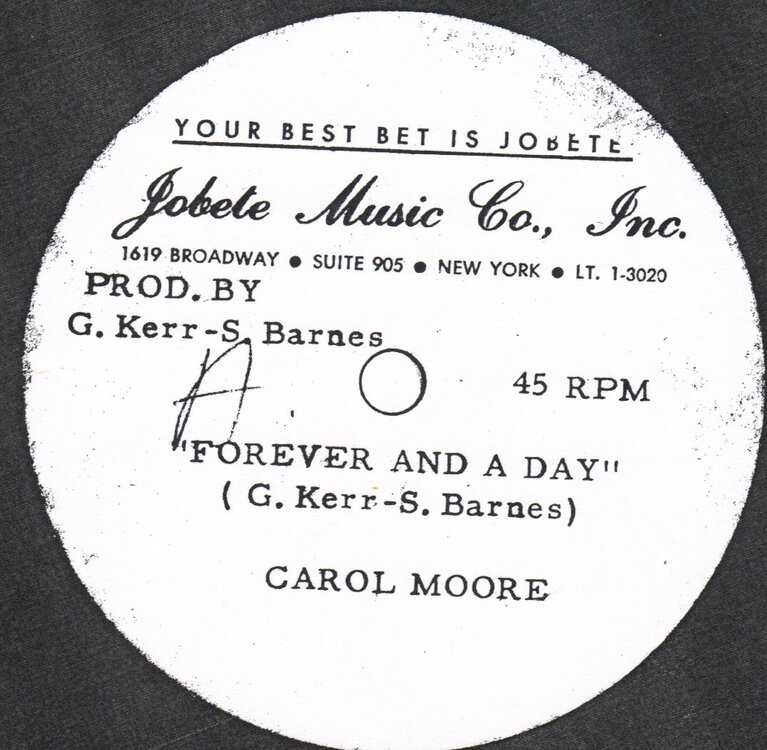 YOUR BEST BET IS JOBETE
Jobete Music Co., Inc.
1619 BROADWAY ● SUITE 905 ● NEW YORK ● LT. 1-3020
PROD. BY
G. Kerr-S. Barnes
A
45 RPM
"FOREVER AND A DAY"
( G. Kerr-S. Barnes)
CAROL MOORE